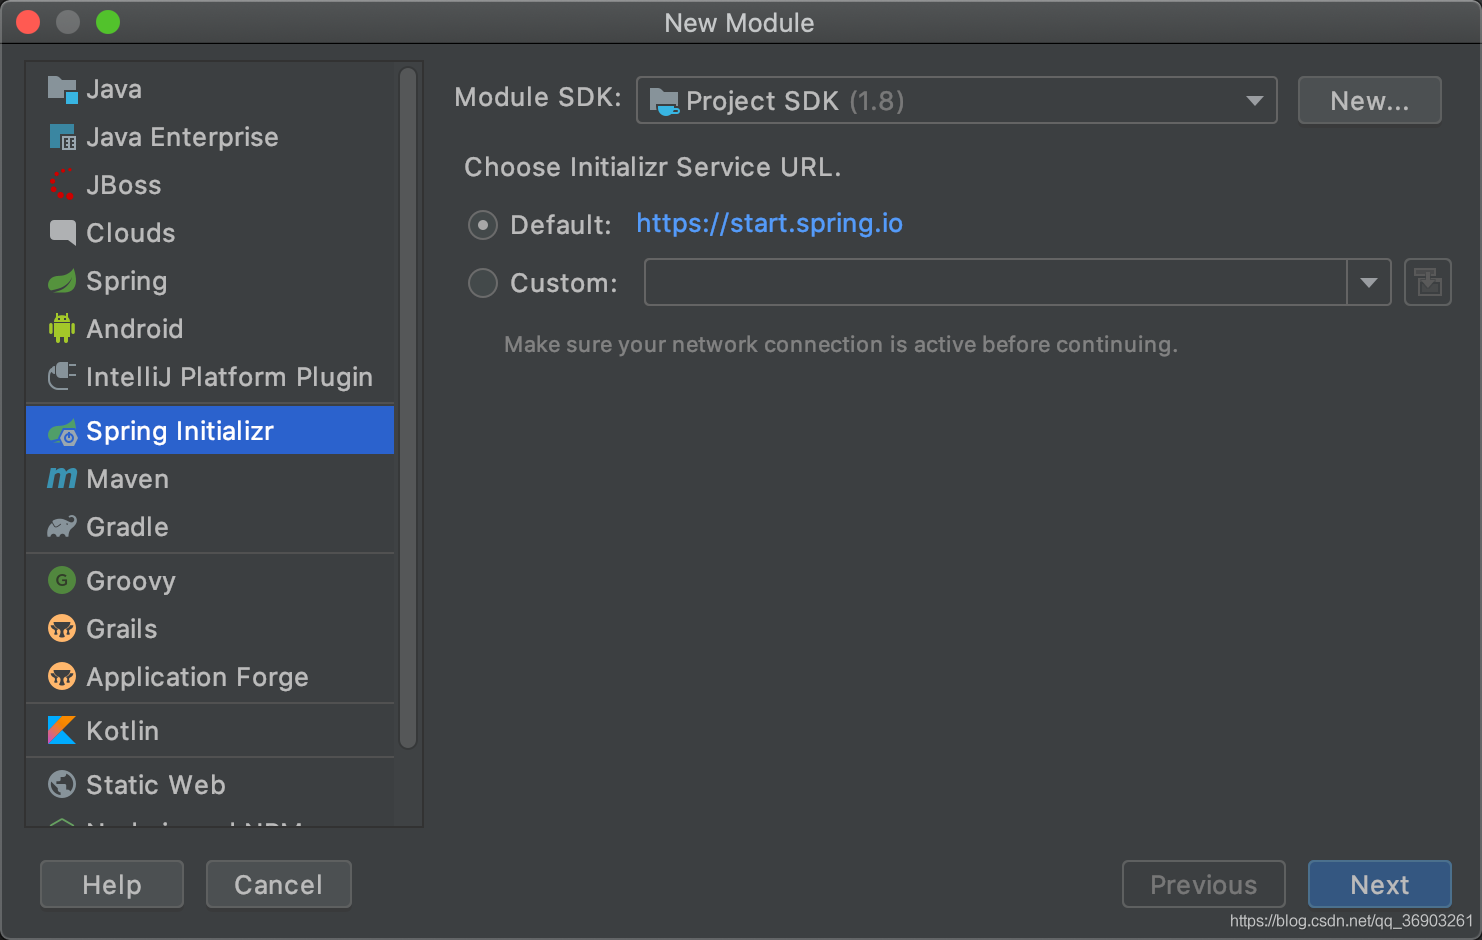 New Module
Java
Java Enterprise
JBoss
Clouds
Spring
Android
IntelliJ Platform Plugin
Spring Initializr
Maven
Gradle
Groovy
Grails
Application Forge
Kotlin
Static Web
Module SDK: Project SDK (1.8) New...
Choose Initializr Service URL.
Default: https://start.spring.io
Custom:
Make sure your network connection is active before continuing.
Help Cancel Previous Next
https://blog.csdn.net/qq_36903261